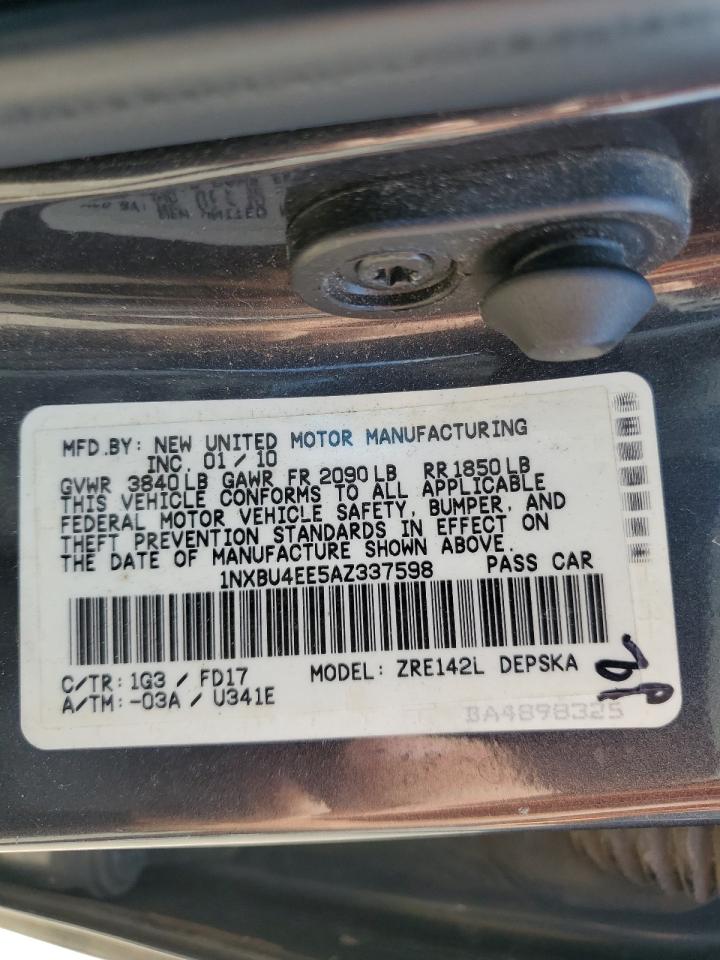 MFD.BY: NEW UNITED MOTOR MANUFACTURING
INC. 01/10
GVWR 3840LB GAWR FR 2090LB RR 1850LB
THIS VEHICLE CONFORMS TO ALL APPLICABLE
FEDERAL MOTOR VEHICLE SAFETY, BUMPER, AND
THEFT PREVENTION STANDARDS IN EFFECT ON
THE DATE OF MANUFACTURE SHOWN ABOVE.
1NXBU4EE5AZ337598 PASS CAR
C/TR: 1G3 / FD17 MODEL: ZRE142L DEPSKA
A/TM: -03A / U341E
BA4898325